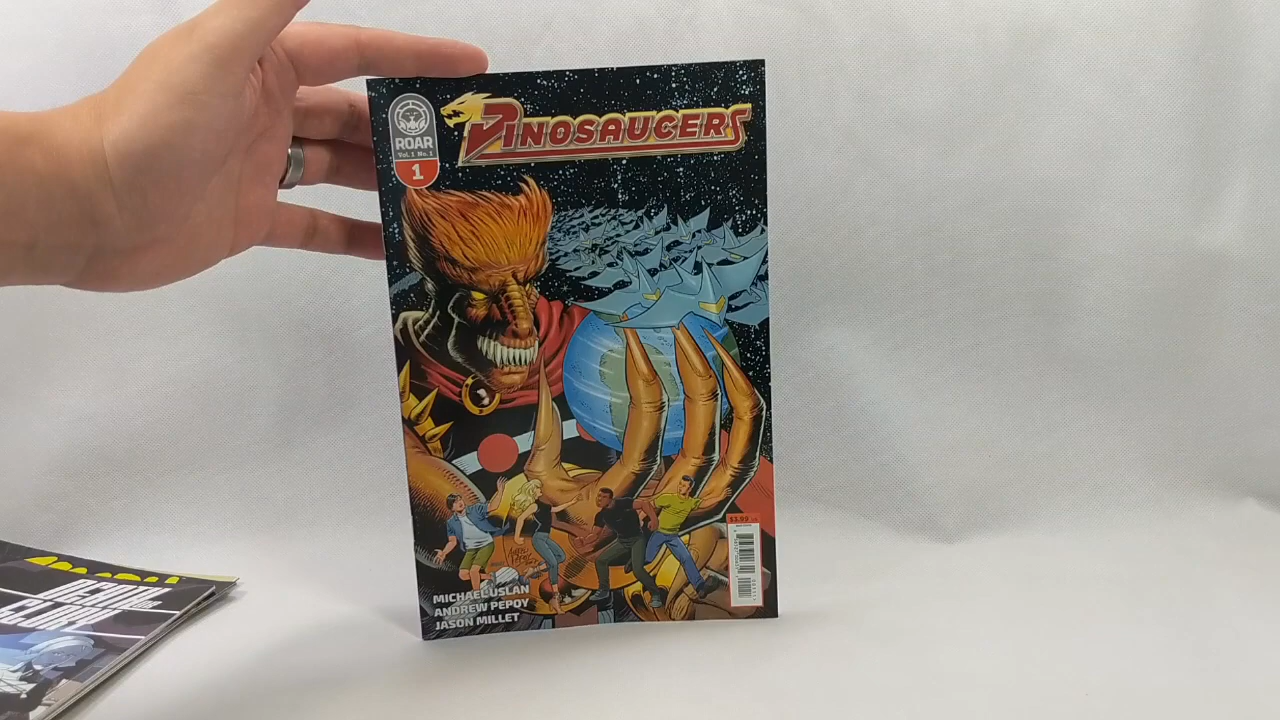 ROAR
Vol. 1 No. 1
1
DINOSAUCERS
$3.99
MICHAEL USLAN
ANDREW PEPOY
JASON MILLET